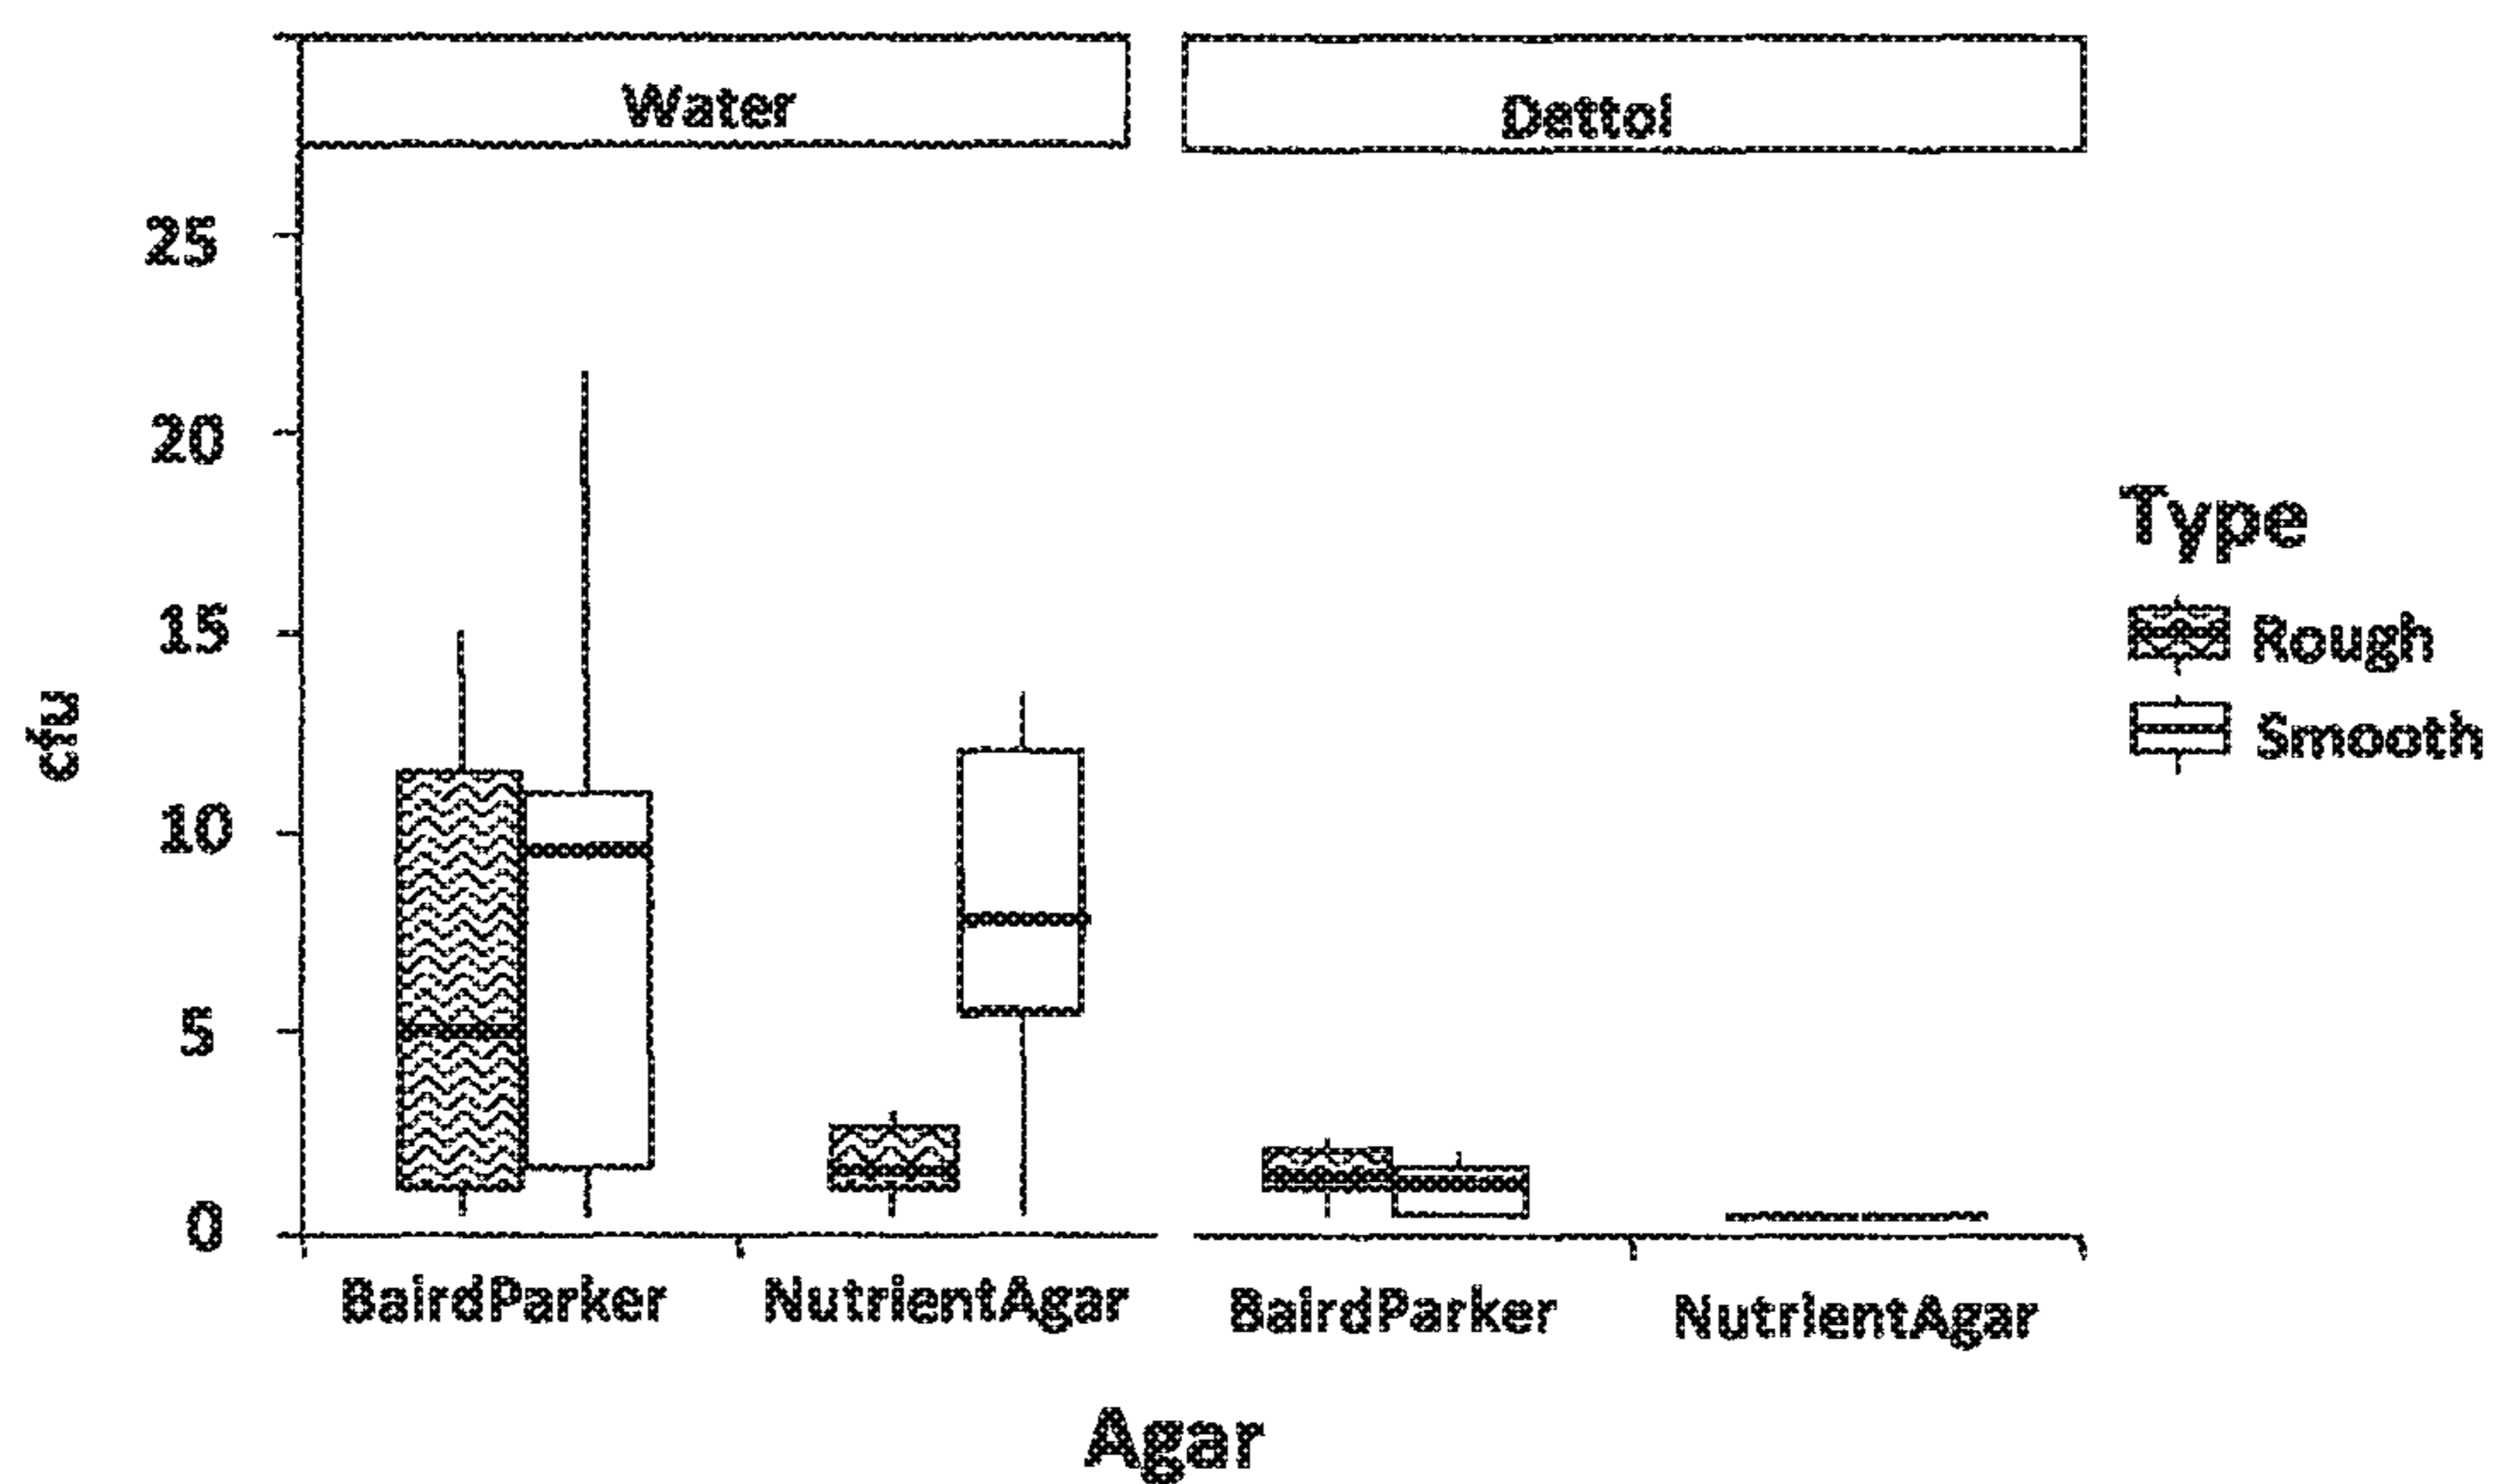 Water
Dettol
25
20
15
10
5
0
cfu
Type
Rough
Smooth
BairdParker
NutrientAgar
BairdParker
NutrientAgar
Agar